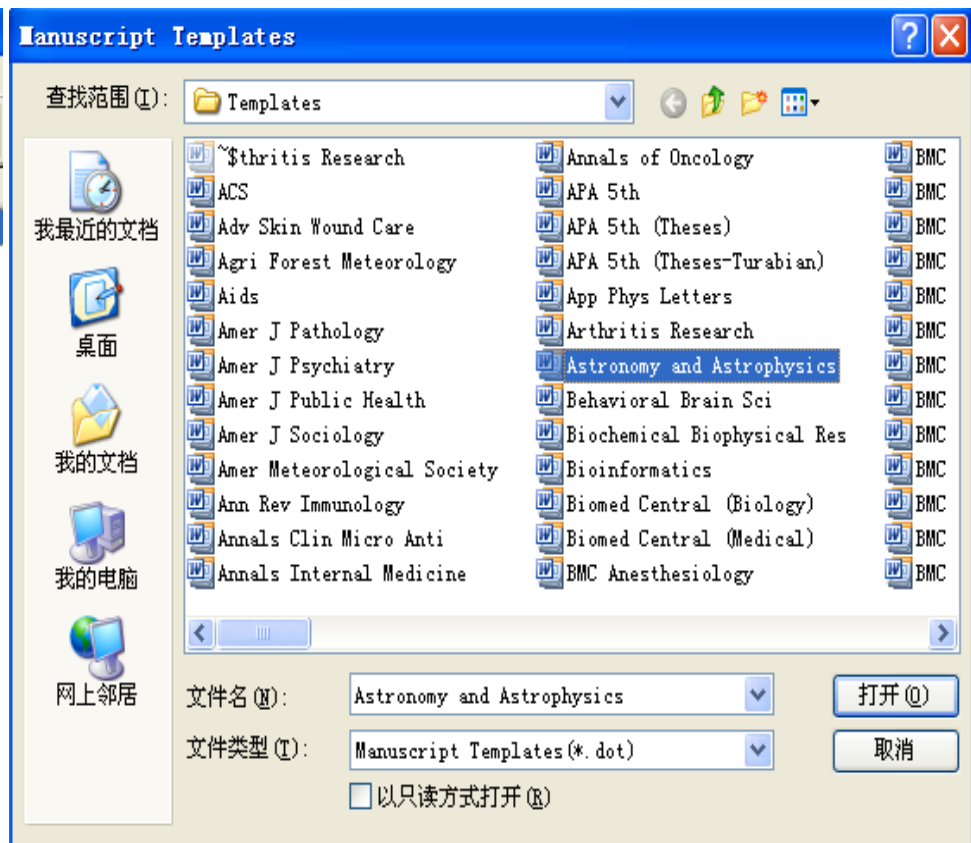 Manuscript Templates
查找范围(I):
Templates
我最近的文档
桌面
我的文档
我的电脑
网上邻居
~$thritis Research
ACS
Adv Skin Wound Care
Agri Forest Meteorology
Aids
Amer J Pathology
Amer J Psychiatry
Amer J Public Health
Amer J Sociology
Amer Meteorological Society
Ann Rev Immunology
Annals Clin Micro Anti
Annals Internal Medicine
Annals of Oncology
APA 5th
APA 5th (Theses)
APA 5th (Theses-Turabian)
App Phys Letters
Arthritis Research
Astronomy and Astrophysics
Behavioral Brain Sci
Biochemical Biophysical Res
Bioinformatics
Biomed Central (Biology)
Biomed Central (Medical)
BMC Anesthesiology
BMC
BMC
BMC
BMC
BMC
BMC
BMC
BMC
BMC
BMC
BMC
BMC
BMC
文件名(N):
Astronomy and Astrophysics
打开(O)
文件类型(T):
Manuscript Templates(*.dot)
取消
以只读方式打开(R)